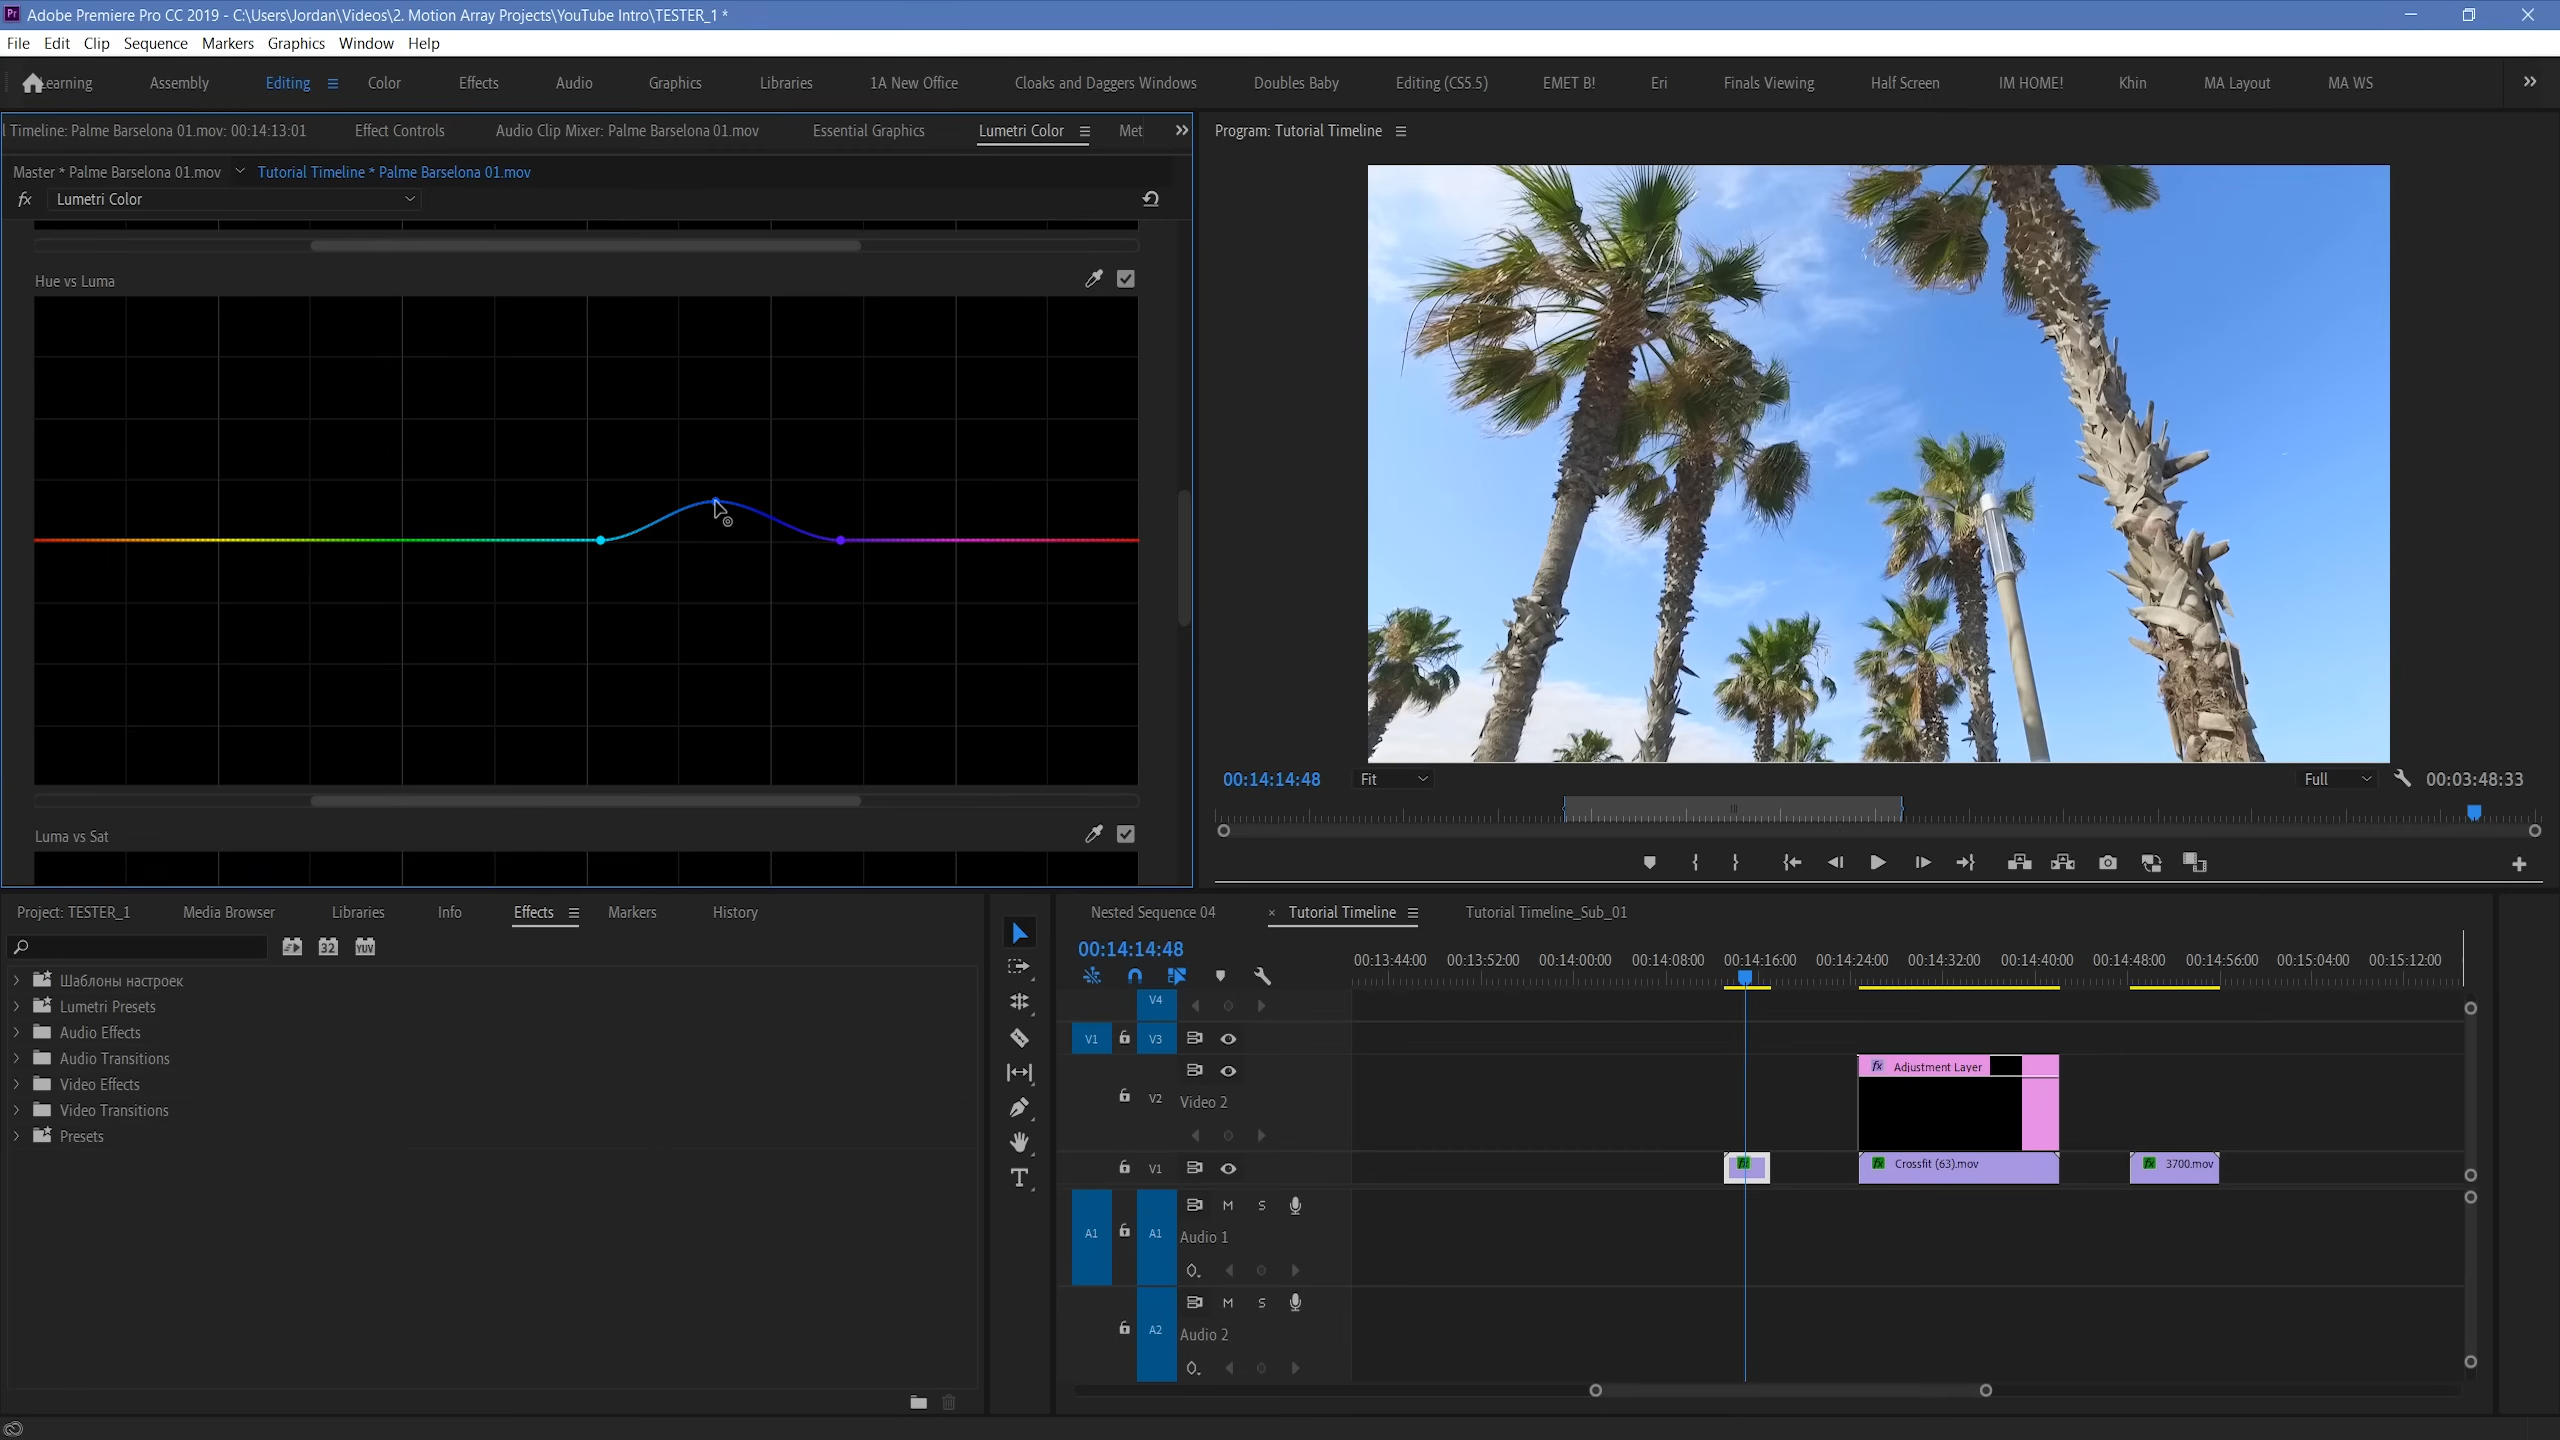 Adobe Premiere Pro CC 2019 - C:\Users\Jordan\Videos\2. Motion Array Projects\YouTube Intro\TESTER_1 *
File Edit Clip Sequence Markers Graphics Window Help
earning Assembly Editing Color Effects Audio Graphics Libraries 1A New Office Cloaks and Daggers Windows Doubles Baby Editing (CS5.5) EMET B! Eri Finals Viewing Half Screen IM HOME! Khin MA Layout MA WS
l Timeline: Palme Barselona 01.mov: 00:14:13:01 Effect Controls Audio Clip Mixer: Palme Barselona 01.mov Essential Graphics Lumetri Color Met
Program: Tutorial Timeline
Master * Palme Barselona 01.mov Tutorial Timeline * Palme Barselona 01.mov
fx Lumetri Color
Hue vs Luma
Luma vs Sat
00:14:14:48 Fit Full 00:03:48:33
Project: TESTER_1 Media Browser Libraries Info Effects Markers History
32 YUV
Шаблоны настроек
Lumetri Presets
Audio Effects
Audio Transitions
Video Effects
Video Transitions
Presets
Nested Sequence 04 × Tutorial Timeline Tutorial Timeline_Sub_01
00:14:14:48
00:13:44:00 00:13:52:00 00:14:00:00 00:14:08:00 00:14:16:00 00:14:24:00 00:14:32:00 00:14:40:00 00:14:48:00 00:14:56:00 00:15:04:00 00:15:12:00
V4
V1 V3
fx Adjustment Layer
V2 Video 2
V1
fx Crossfit (63).mov
fx 3700.mov
M S
A1 A1 Audio 1
M S
A2 Audio 2